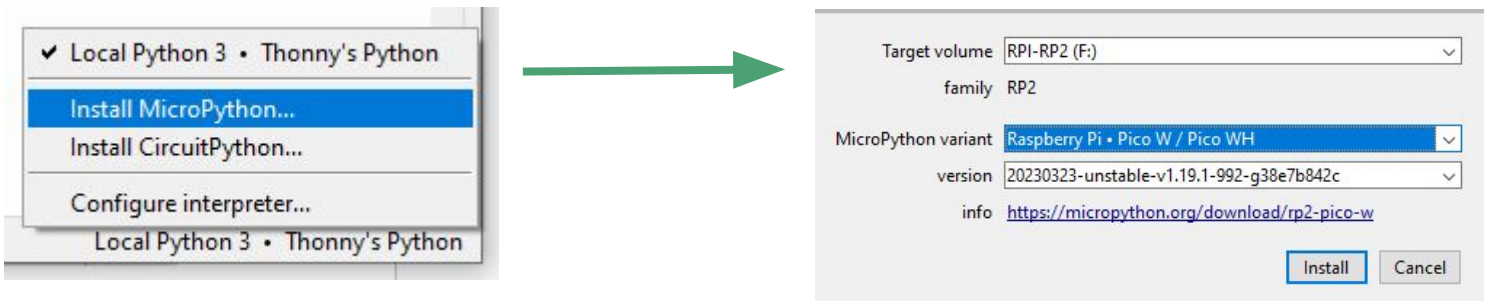 ✓ Local Python 3 • Thonny's Python
Install MicroPython...
Install CircuitPython...
Configure interpreter...
Local Python 3 • Thonny's Python
Target volume RPI-RP2 (F:)
family RP2
MicroPython variant Raspberry Pi • Pico W / Pico WH
version 20230323-unstable-v1.19.1-992-g38e7b842c
info https://micropython.org/download/rp2-pico-w
Install Cancel